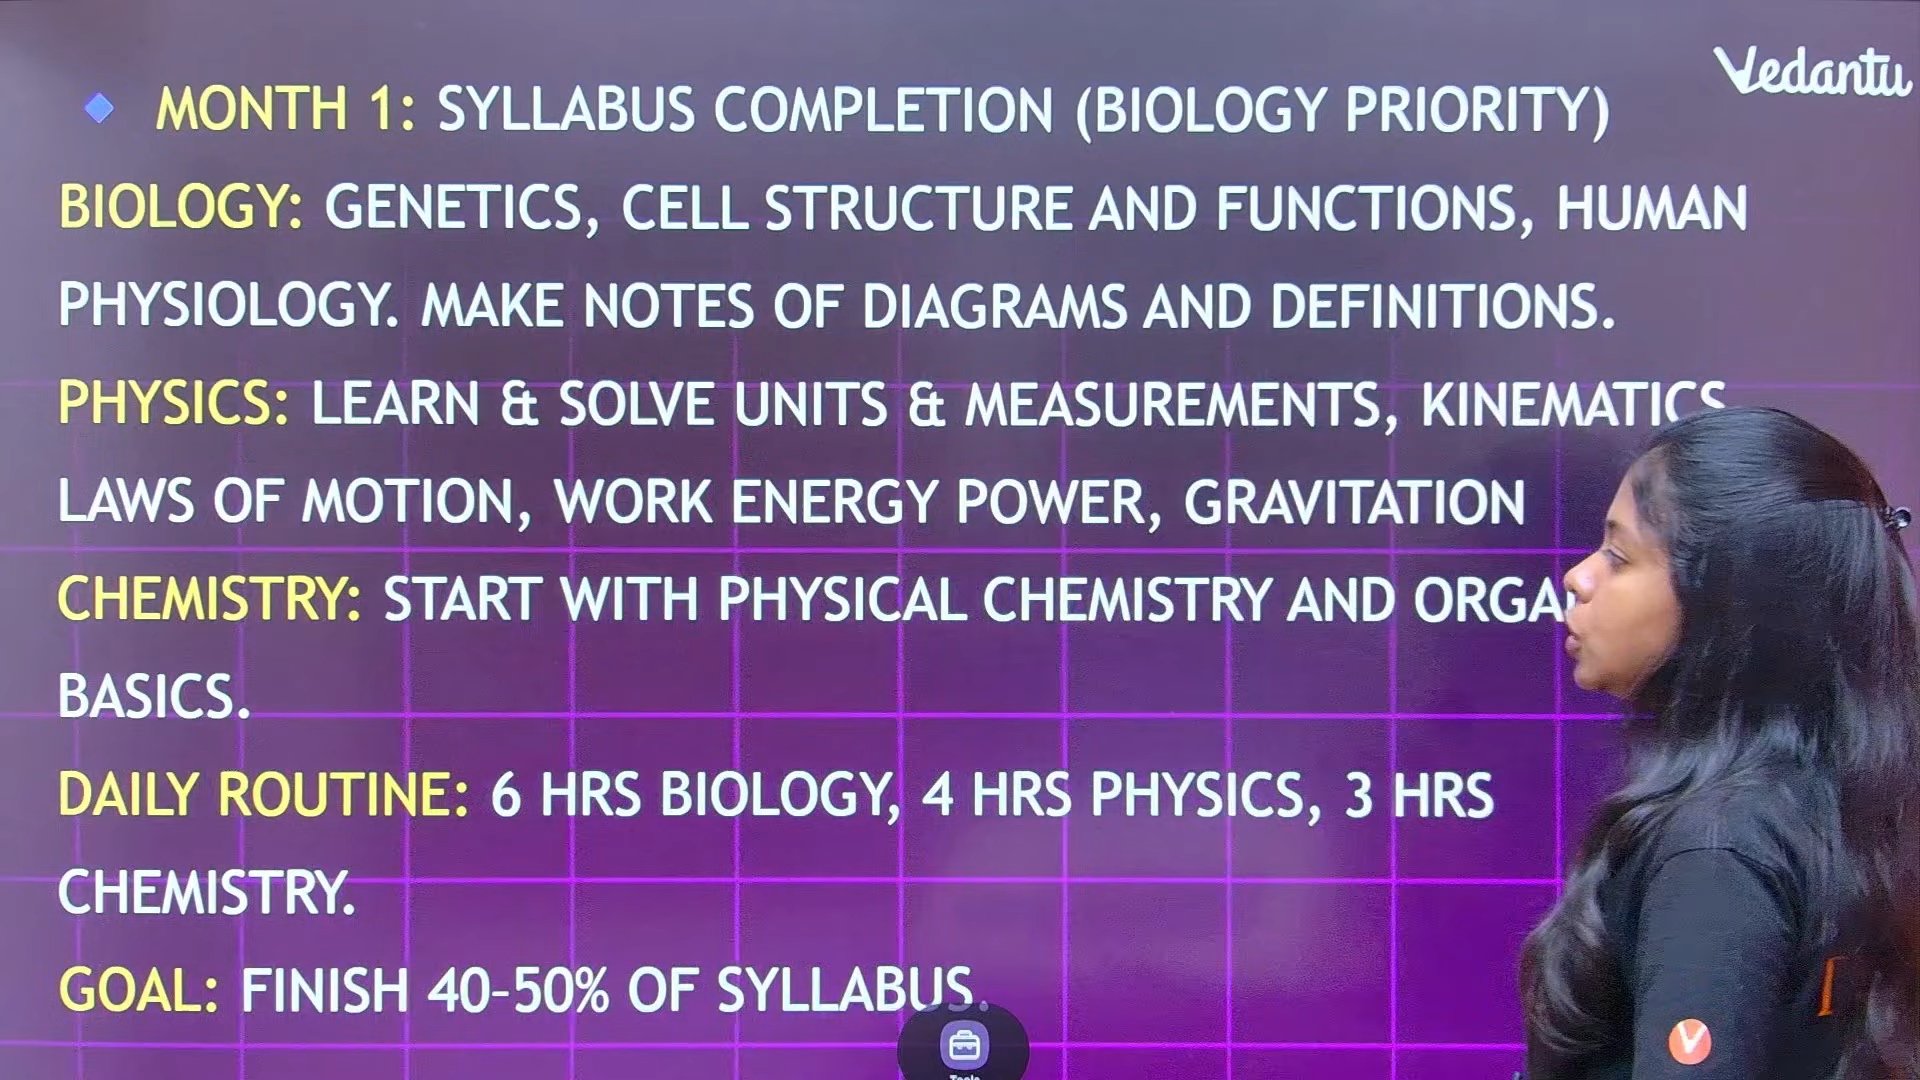 Vedantu
MONTH 1: SYLLABUS COMPLETION (BIOLOGY PRIORITY)
BIOLOGY: GENETICS, CELL STRUCTURE AND FUNCTIONS, HUMAN
PHYSIOLOGY. MAKE NOTES OF DIAGRAMS AND DEFINITIONS.
PHYSICS: LEARN & SOLVE UNITS & MEASUREMENTS, KINEMATICS
LAWS OF MOTION, WORK ENERGY POWER, GRAVITATION
CHEMISTRY: START WITH PHYSICAL CHEMISTRY AND
BASICS.
DAILY ROUTINE: 6 HRS BIOLOGY, 4 HRS PHYSICS, 3 HRS
CHEMISTRY.
GOAL: FINISH 40-50% OF SYLLABUS.